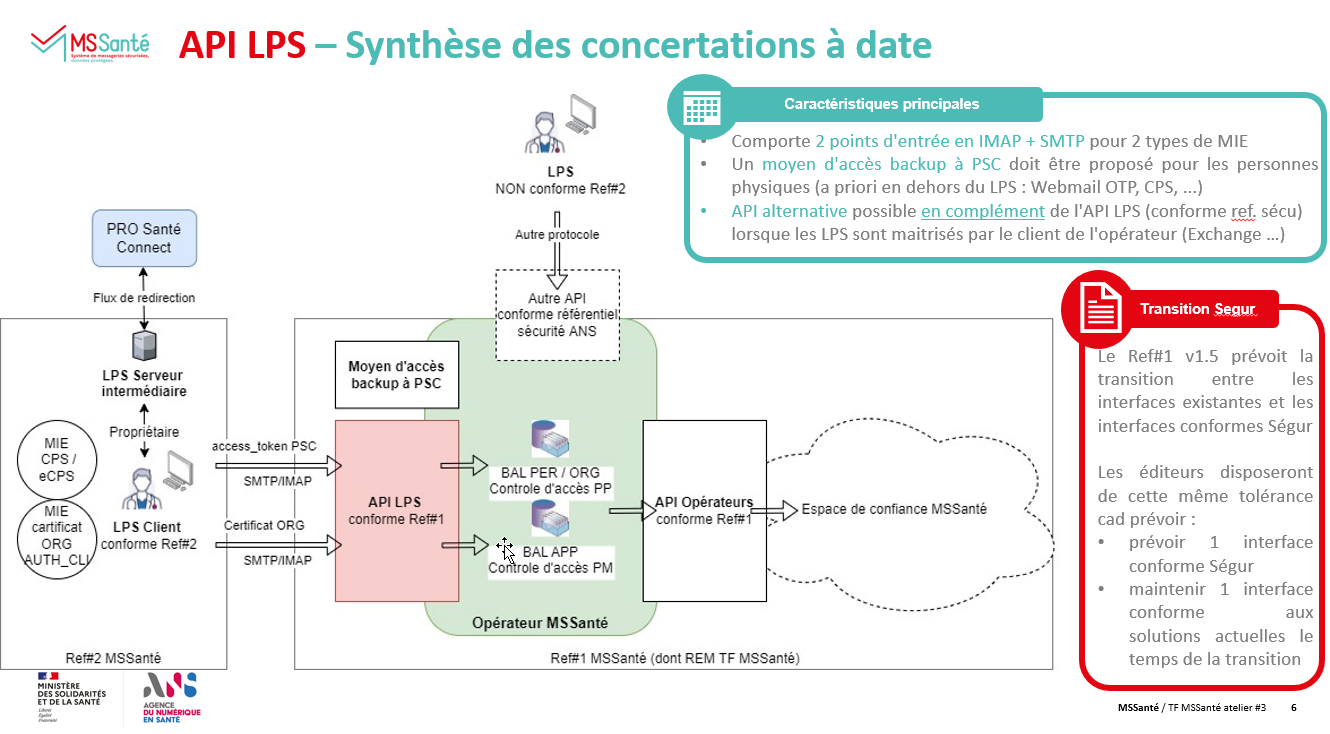 MSSanté
Système de messageries sécurisées,
données protégées.
API LPS – Synthèse des concertations à date
Caractéristiques principales
• Comporte 2 points d'entrée en IMAP + SMTP pour 2 types de MIE
• Un moyen d'accès backup à PSC doit être proposé pour les personnes
physiques (a priori en dehors du LPS : Webmail OTP, CPS, ...)
• API alternative possible en complément de l'API LPS (conforme ref. sécu)
lorsque les LPS sont maitrisés par le client de l'opérateur (Exchange ...)
Transition Segur
Le Ref#1 v1.5 prévoit la
transition entre les
interfaces existantes et les
interfaces conformes Ségur
Les éditeurs disposeront
de cette même tolérance
cad prévoir :
• prévoir 1 interface
conforme Ségur
• maintenir 1 interface
conforme aux
solutions actuelles le
temps de la transition
LPS
NON conforme Ref#2
Autre protocole
Autre API
conforme référentiel
sécurité ANS
PRO Santé
Connect
Flux de redirection
LPS Serveur
intermédiaire
Propriétaire
MIE
CPS /
eCPS
MIE
certificat
ORG
AUTH_CLI
LPS Client
conforme Ref#2
Ref#2 MSSanté
access_token PSC
SMTP/IMAP
Certificat ORG
SMTP/IMAP
Moyen d'accès
backup à PSC
API LPS
conforme Ref#1
BAL PER / ORG
Controle d'accès PP
BAL APP
Controle d'accès PM
Opérateur MSSanté
API Opérateurs
conforme Ref#1
Espace de confiance MSSanté
Ref#1 MSSanté (dont REM TF MSSanté)
MINISTÈRE
DES SOLIDARITÉS
ET DE LA SANTÉ
Liberté
Égalité
Fraternité
ANS
AGENCE
DU NUMÉRIQUE
EN SANTÉ
MSSanté / TF MSSanté atelier #3 6